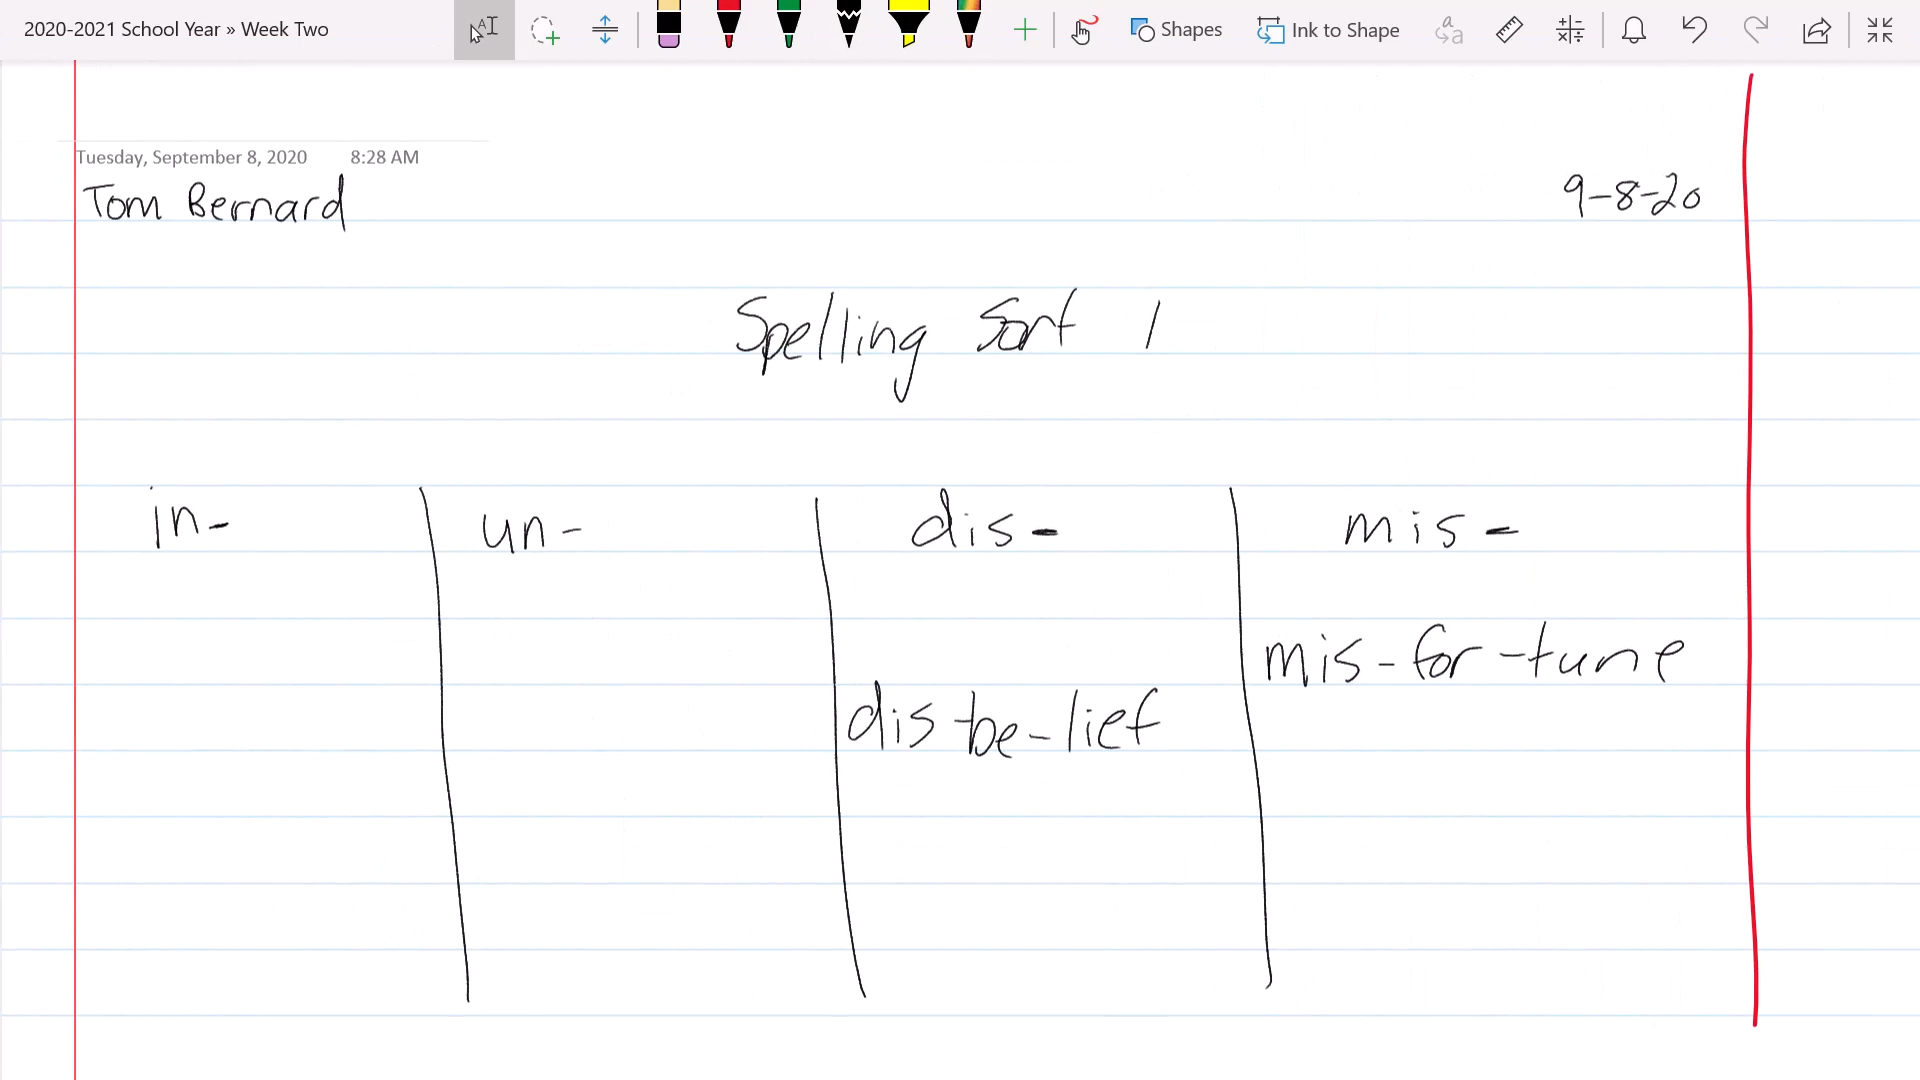 2020-2021 School Year » Week Two
Shapes
Ink to Shape
Tuesday, September 8, 2020 8:28 AM
Tom Bernard 9-8-20
Spelling Sort 1
in- un- dis- mis-
mis-for-tune
dis-be-lief